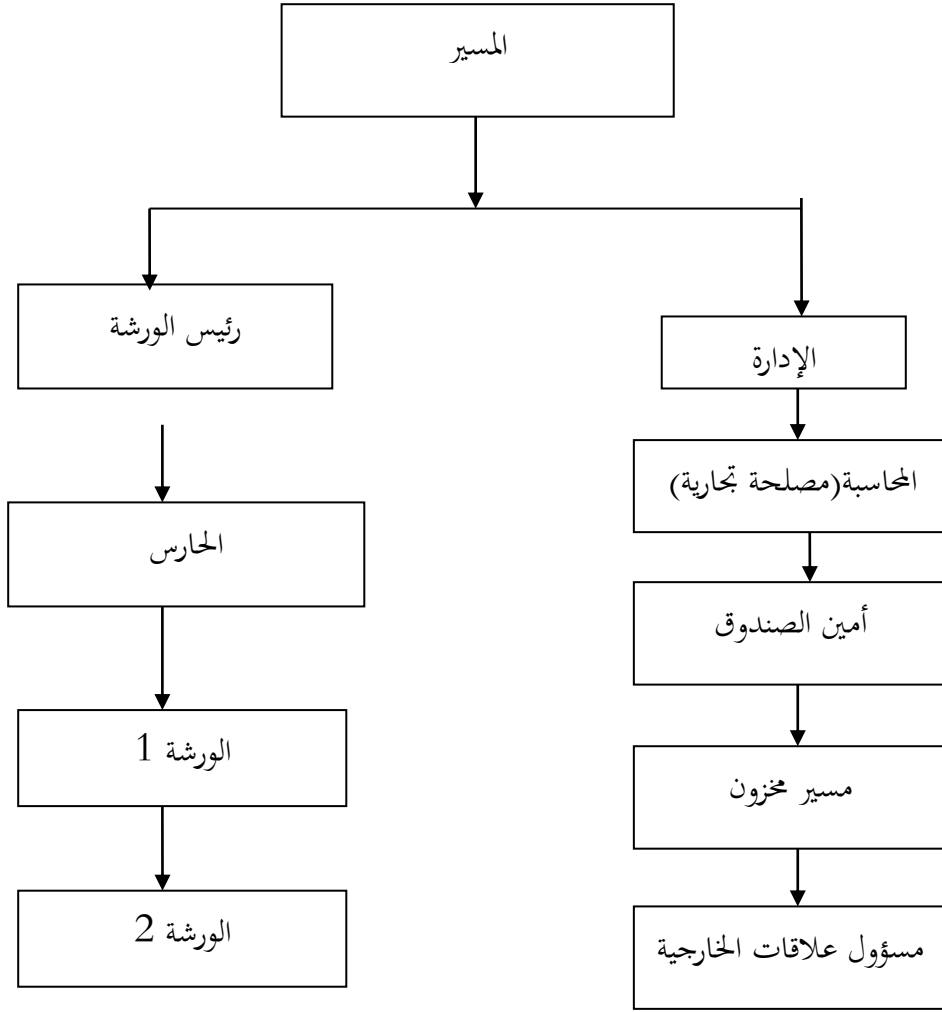 المسير
رئيس الورشة
الإدارة
المحاسبة(مصلحة تجارية)
الحارس
أمين الصندوق
الورشة 1
مسير مخزون
الورشة 2
مسؤول علاقات الخارجية